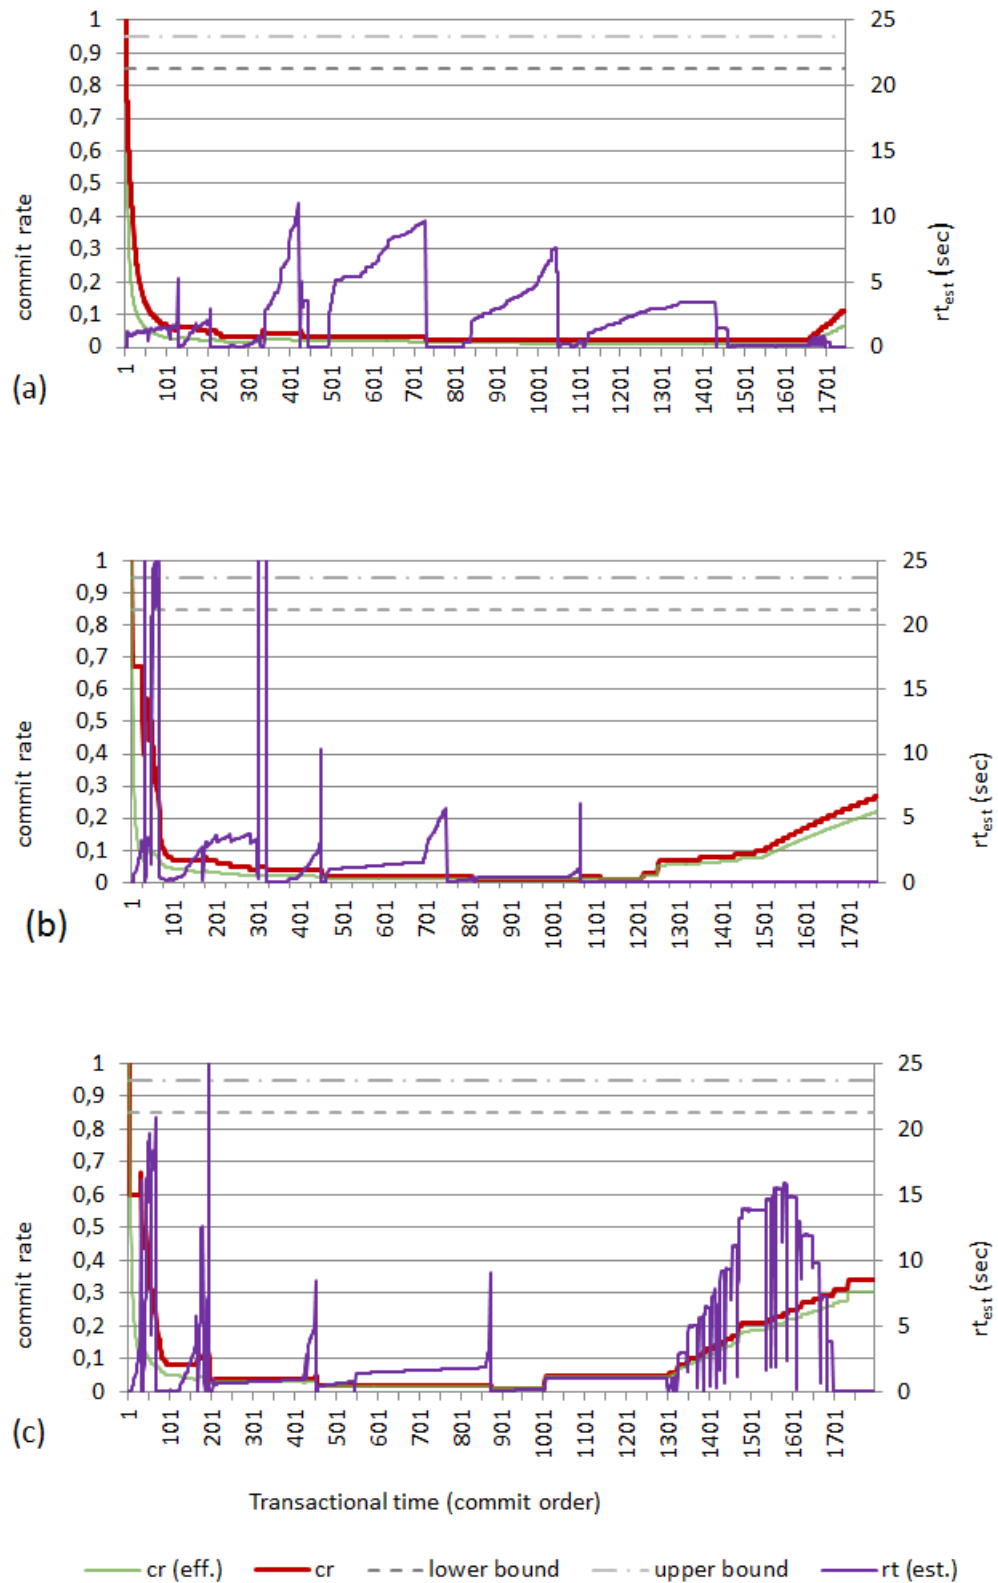 1 25
0,9
0,8 20
0,7
0,6 15
0,5
0,4 10
0,3
0,2 5
0,1
0 0
commit rate
rt_est (sec)
1 101 201 301 401 501 601 701 801 901 1001 1101 1201 1301 1401 1501 1601 1701
(a)
1 25
0,9
0,8 20
0,7
0,6 15
0,5
0,4 10
0,3
0,2 5
0,1
0 0
commit rate
rt_est (sec)
1 101 201 301 401 501 601 701 801 901 1001 1101 1201 1301 1401 1501 1601 1701
(b)
1 25
0,9
0,8 20
0,7
0,6 15
0,5
0,4 10
0,3
0,2 5
0,1
0 0
commit rate
rt_est (sec)
1 101 201 301 401 501 601 701 801 901 1001 1101 1201 1301 1401 1501 1601 1701
(c)
Transactional time (commit order)
cr (eff.) cr lower bound upper bound rt (est.)